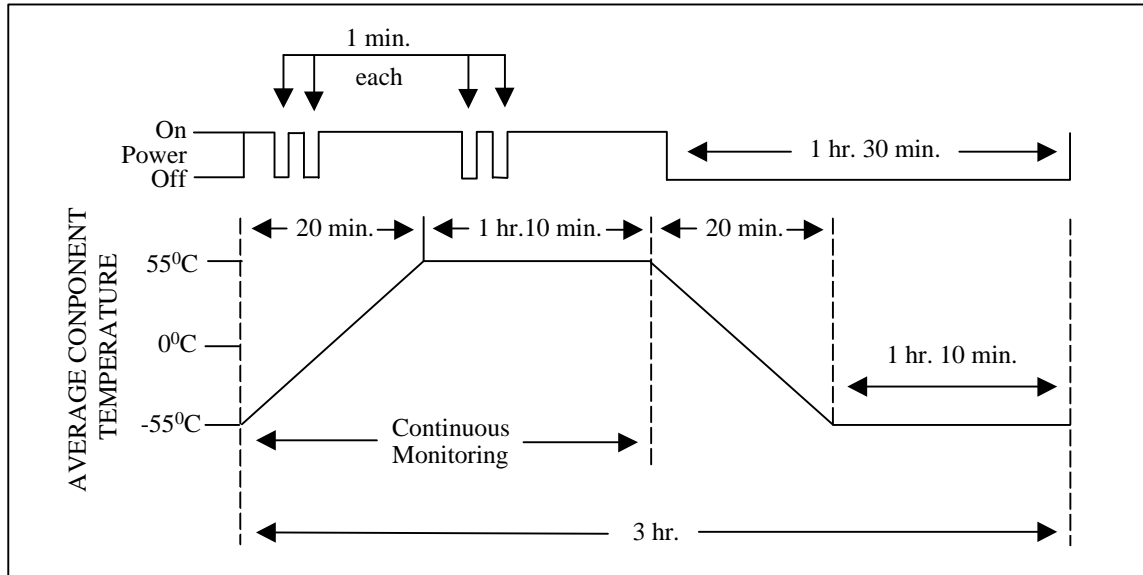 1 min.
each
On
Power
Off
1 hr. 30 min.
20 min.
1 hr.10 min.
20 min.
AVERAGE CONPONENT
TEMPERATURE
55⁰C
0⁰C
-55⁰C
1 hr. 10 min.
Continuous
Monitoring
3 hr.